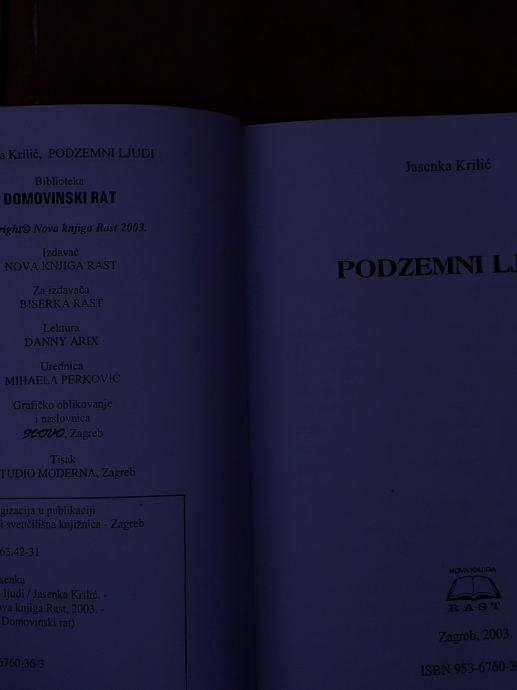 a Krilić, PODZEMNI LJUDI
Biblioteka
DOMOVINSKI RAT
right© Nova knjiga Rast 2003.
Izdavač
NOVA KNJIGA RAST
Za izdavača
BISERKA RAST
Lektura
DANNY ARIX
Urednica
MIHAELA PERKOVIĆ
Grafičko oblikovanje
i naslovnica
SLOVO, Zagreb
Tisak
TUDIO MODERNA, Zagreb
gizacija u publikaciji
i sveučilišna knjižnica - Zagreb
63.42-31
senka
ljudi / Jasenka Krilić. -
va knjiga Rast, 2003. -
Domovinski rat)
6760-36-3
Jasenka Krilić
PODZEMNI LJ
NOVA KNJIGA
RAST
Zagreb, 2003.
ISBN 953-6760-3